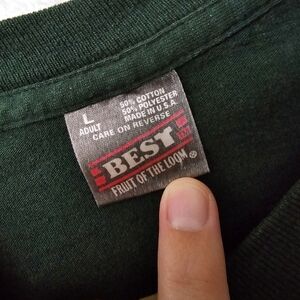 L
ADULT
50% COTTON
50% POLYESTER
MADE IN U.S.A.
CARE ON REVERSE
BEST
FRUIT OF THE LOOM ®